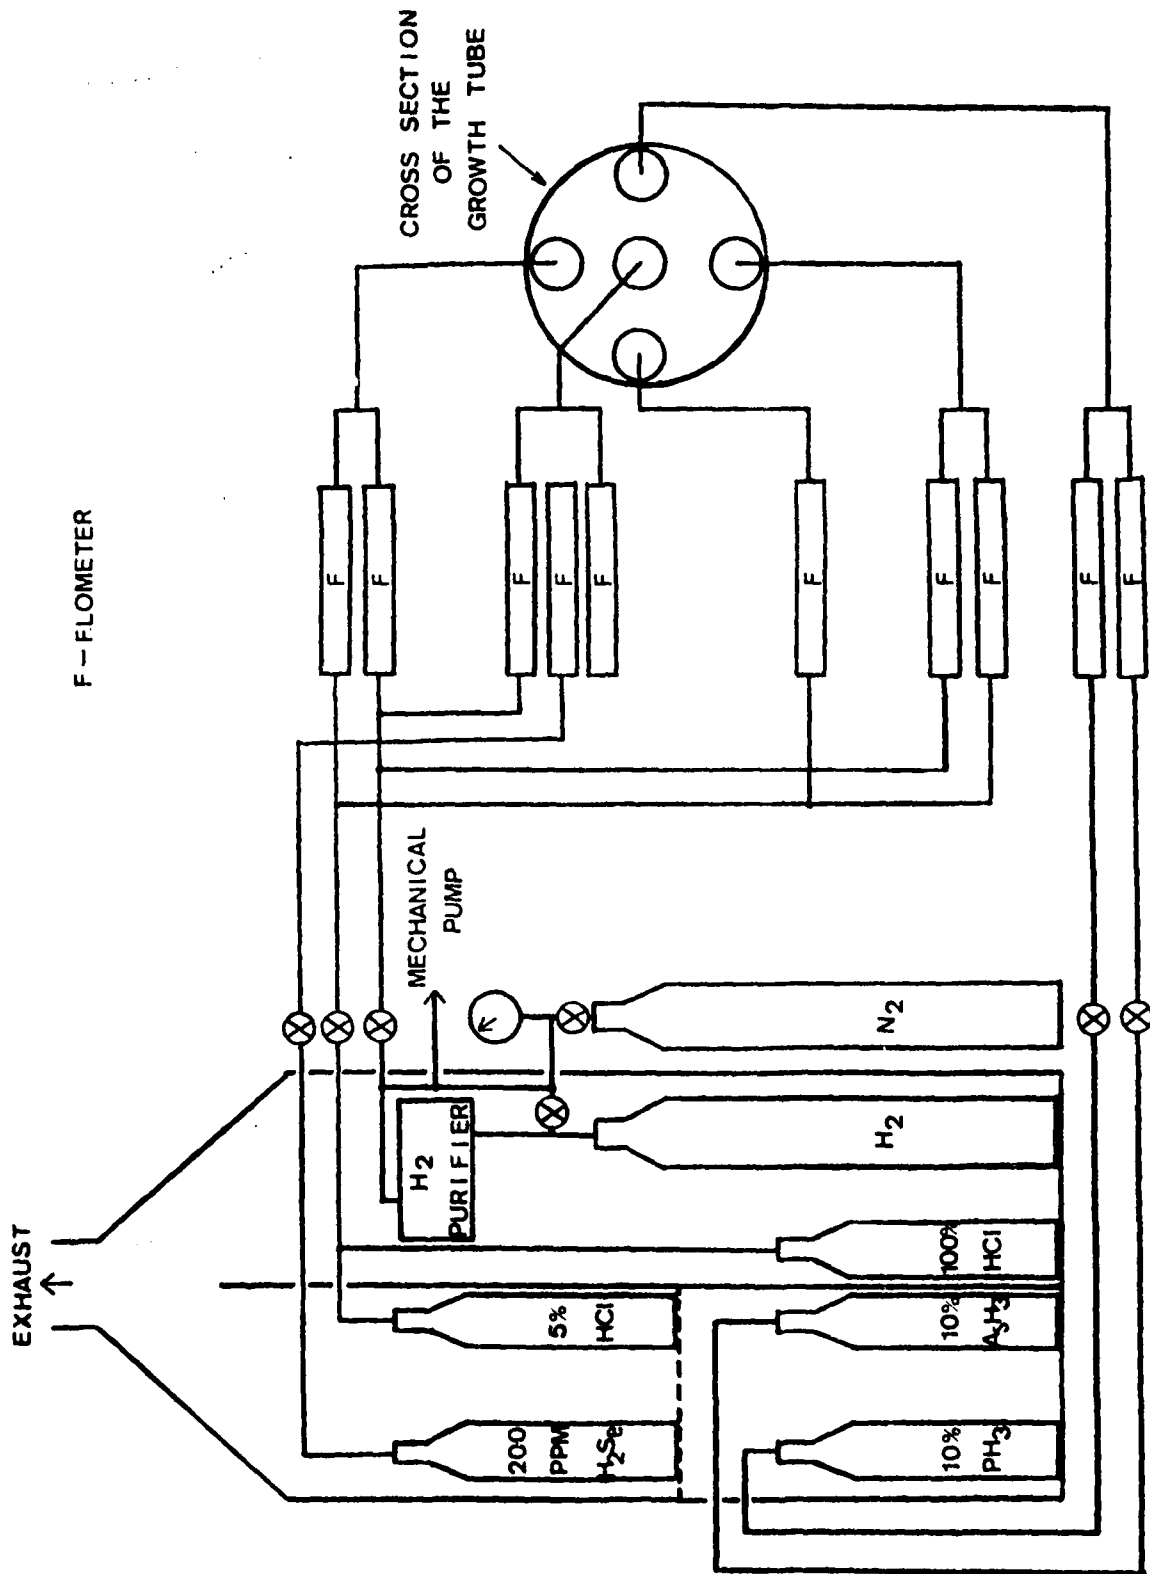 F – FLOMETER
CROSS SECTION
OF THE
GROWTH TUBE
F
F
F
F
F
F
F
F
F
F
EXHAUST
MECHANICAL
PUMP
H2
PURIFIER
200
PPM
H2Se
5%
HCl
10%
PH3
10%
AsH3
100%
HCl
H2
N2